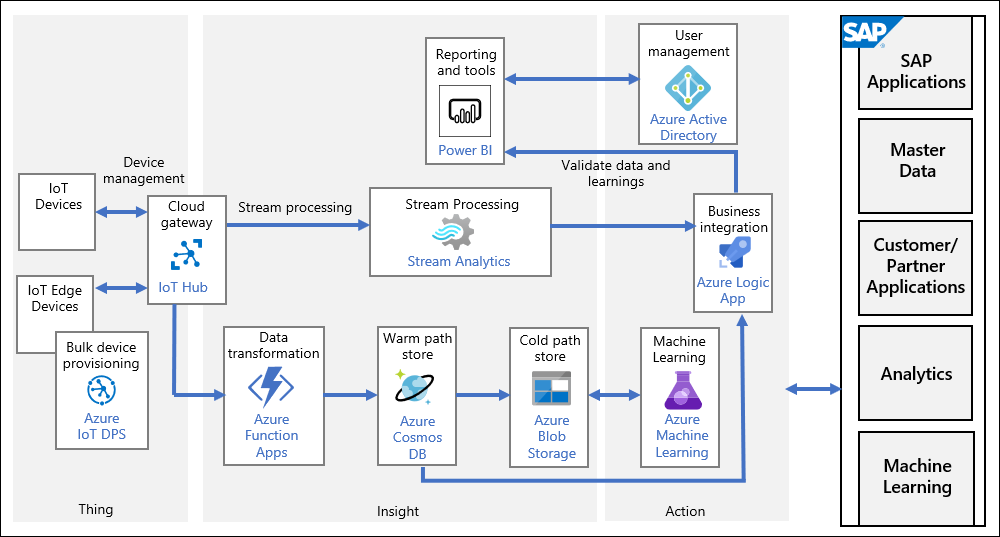 Reporting
and tools
Power BI
User
management
Azure Active
Directory
Device
management
Validate data and
learnings
IoT
Devices
Cloud
gateway
IoT Hub
Stream processing
Stream Processing
Stream Analytics
Business
integration
Azure Logic
App
IoT Edge
Devices
Bulk device
provisioning
Azure
IoT DPS
Data
transformation
Azure
Function
Apps
Warm path
store
Azure
Cosmos
DB
Cold path
store
Azure
Blob
Storage
Machine
Learning
Azure
Machine
Learning
Thing
Insight
Action
SAP
SAP
Applications
Master
Data
Customer/
Partner
Applications
Analytics
Machine
Learning